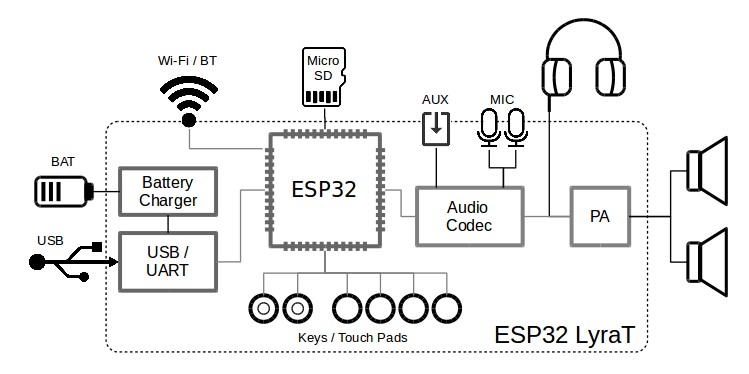 Wi-Fi / BT
Micro
SD
AUX
MIC
BAT
Battery
Charger
ESP32
Audio
Codec
PA
USB
USB /
UART
Keys / Touch Pads
ESP32 LyraT